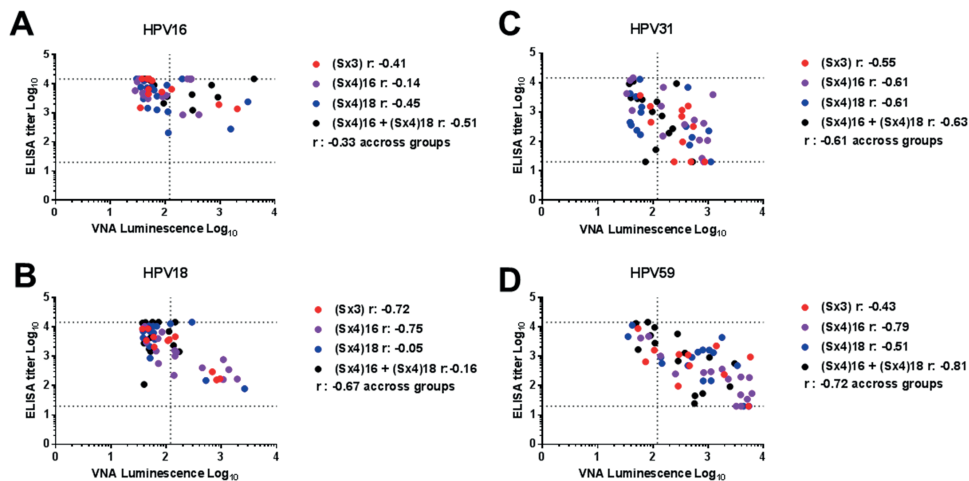 A
HPV16
ELISA titer Log10
5
4
3
2
1
0
0 1 2 3 4
VNA Luminescence Log10
(Sx3) r: -0.41
(Sx4)16 r: -0.14
(Sx4)18 r: -0.45
(Sx4)16 + (Sx4)18 r: -0.51
r : -0.33 accross groups
B
HPV18
ELISA titer Log10
5
4
3
2
1
0
0 1 2 3 4
VNA Luminescence Log10
(Sx3) r: -0.72
(Sx4)16 r: -0.75
(Sx4)18 r: -0.05
(Sx4)16 + (Sx4)18 r:-0.16
r : -0.67 accross groups
C
HPV31
ELISA titer Log10
5
4
3
2
1
0
0 1 2 3 4
VNA Luminescence Log10
(Sx3) r: -0.55
(Sx4)16 r: -0.61
(Sx4)18 r: -0.61
(Sx4)16 + (Sx4)18 r: -0.63
r : -0.61 accross groups
D
HPV59
ELISA titer Log10
5
4
3
2
1
0
0 1 2 3 4
VNA Luminescence Log10
(Sx3) r: -0.43
(Sx4)16 r: -0.79
(Sx4)18 r: -0.51
(Sx4)16 + (Sx4)18 r: -0.81
r : -0.72 accross groups